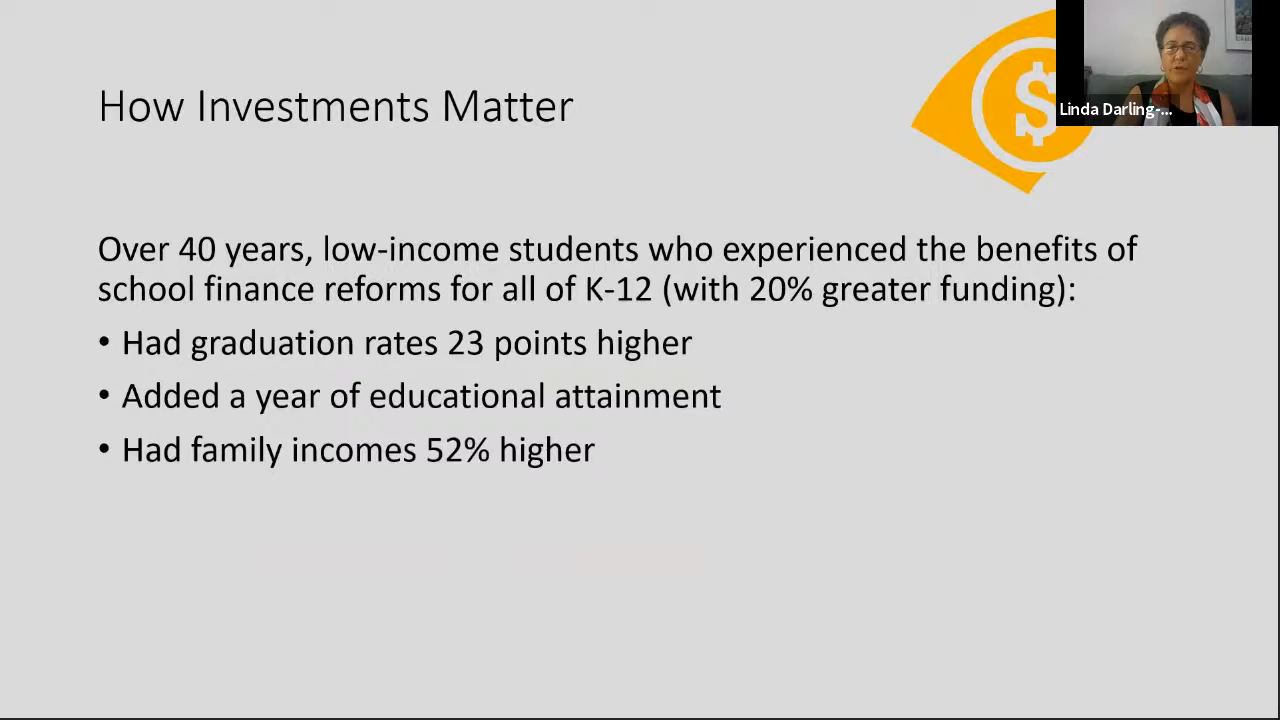 How Investments Matter
$
Linda Darling-...
Over 40 years, low-income students who experienced the benefits of
school finance reforms for all of K-12 (with 20% greater funding):
• Had graduation rates 23 points higher
• Added a year of educational attainment
• Had family incomes 52% higher